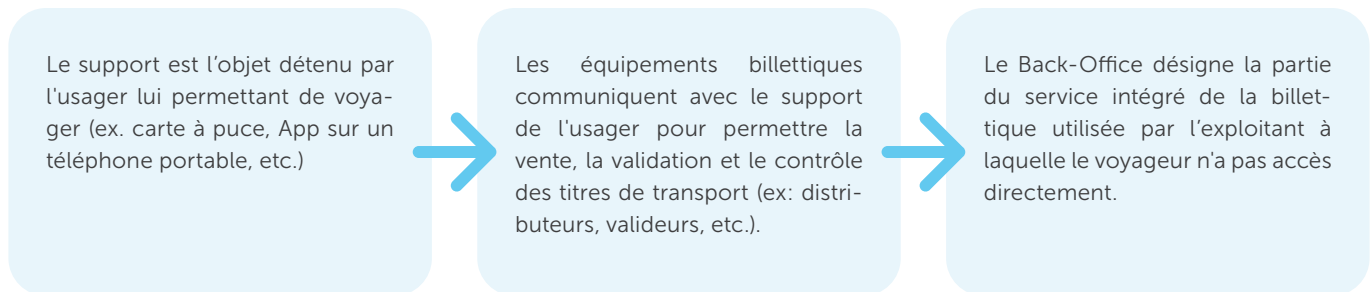 Le support est l’objet détenu par
l'usager lui permettant de voya-
ger (ex. carte à puce, App sur un
téléphone portable, etc.)
Les équipements billettiques
communiquent avec le support
de l'usager pour permettre la
vente, la validation et le contrôle
des titres de transport (ex: distri-
buteurs, valideurs, etc.).
Le Back-Office désigne la partie
du service intégré de la billet-
tique utilisée par l’exploitant à
laquelle le voyageur n'a pas accès
directement.